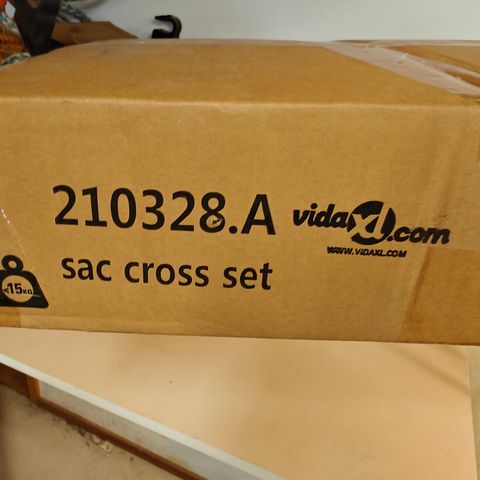 210328.A
vidaXL.com
WWW.VIDAXL.COM
sac cross set
<15KG